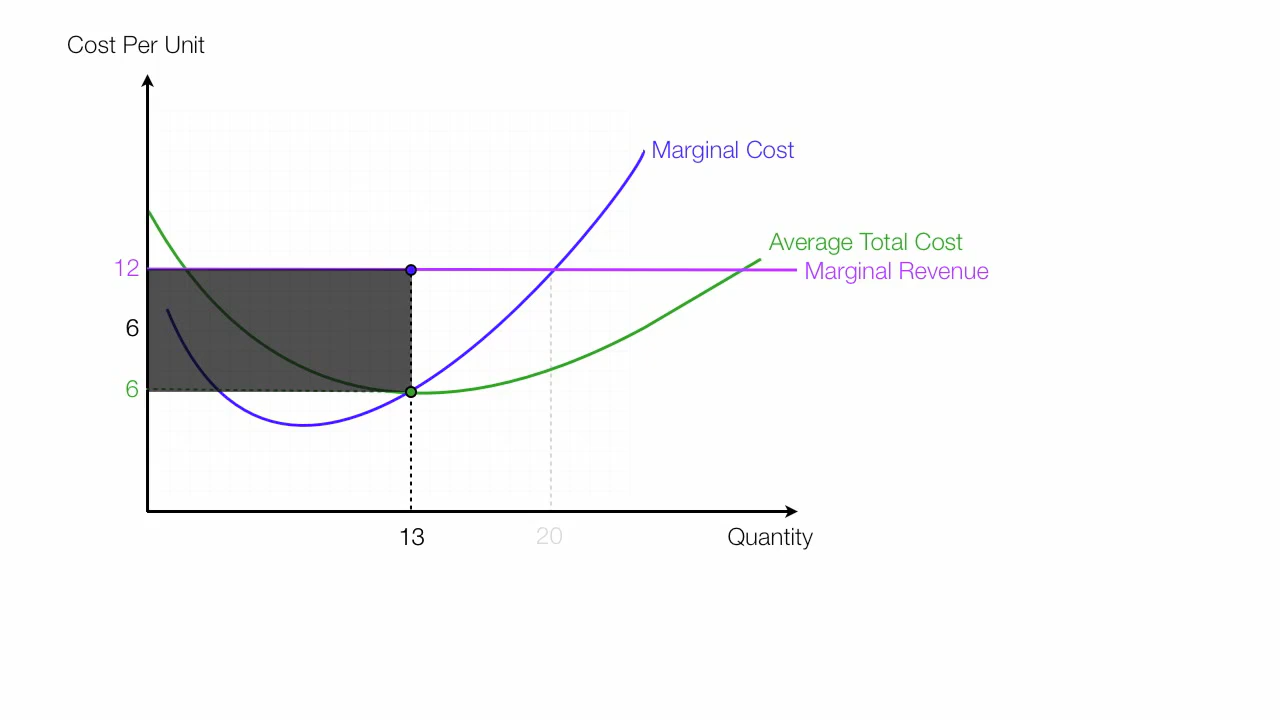 Cost Per Unit
Marginal Cost
Average Total Cost
12
Marginal Revenue
6
6
13
20
Quantity